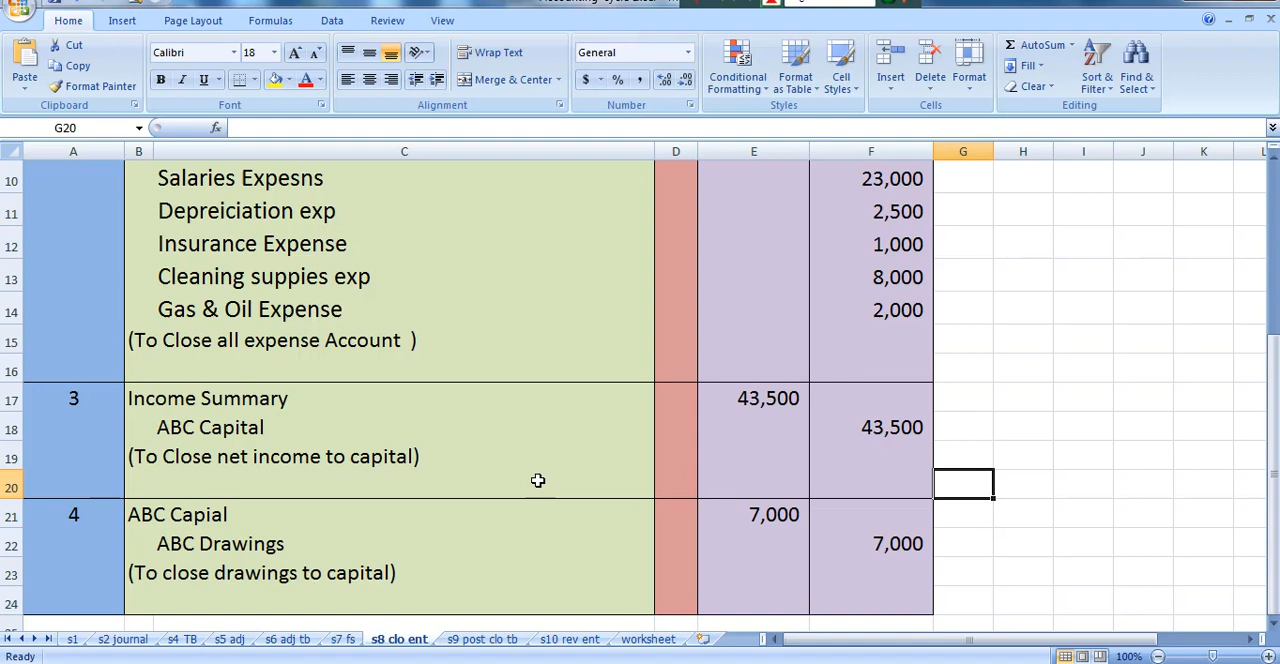 Home Insert Page Layout Formulas Data Review View
Cut
Copy
Format Painter
Paste
Clipboard
Calibri 18
B I U
Font
Wrap Text
Merge & Center
Alignment
General
$ % ,
Number
Conditional Formatting
Format as Table
Cell Styles
Styles
Insert Delete Format
Cells
AutoSum
Fill
Clear
Sort & Filter
Find & Select
Editing
G20 fx
A B C D E F G H I J K L
10 Salaries Expesns 23,000
11 Depreiciation exp 2,500
12 Insurance Expense 1,000
13 Cleaning suppies exp 8,000
14 Gas & Oil Expense 2,000
15 (To Close all expense Account )
16
17 3 Income Summary 43,500
18 ABC Capital 43,500
19 (To Close net income to capital)
20
21 4 ABC Capial 7,000
22 ABC Drawings 7,000
23 (To close drawings to capital)
24
s1 s2 journal s4 TB s5 adj s6 adj tb s7 fs s8 clo ent s9 post clo tb s10 rev ent worksheet
Ready 100%